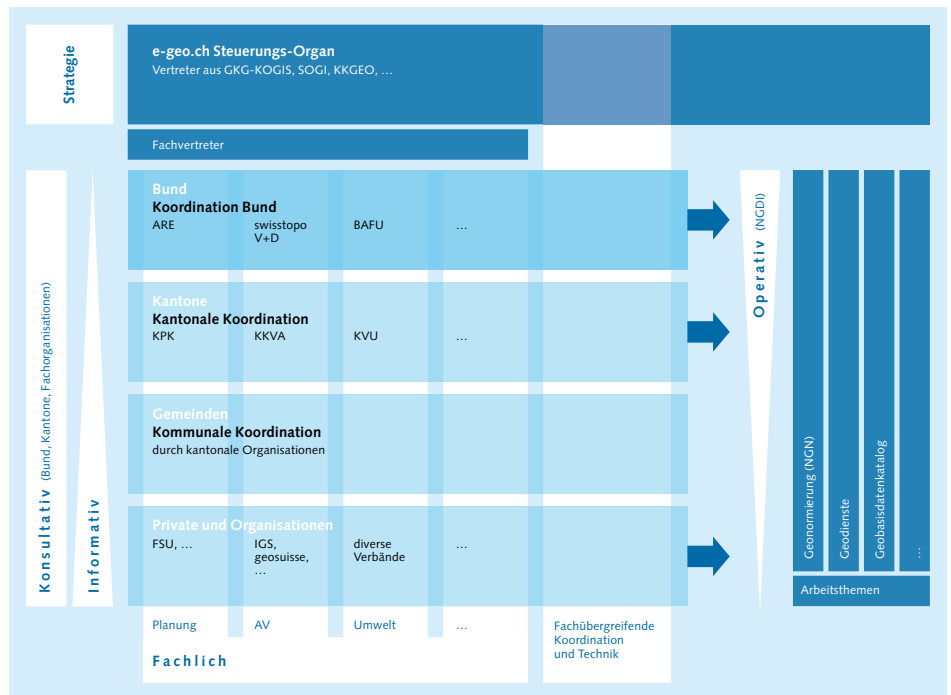 Strategie
e-geo.ch Steuerungs-Organ
Vertreter aus GKG-KOGIS, SOGI, KKGEO, …
Fachvertreter
Konsultativ (Bund, Kantone, Fachorganisationen)
Informativ
Bund
Koordination Bund
ARE
swisstopo
V+D
BAFU
…
Kantone
Kantonale Koordination
KPK
KKVA
KVU
…
Gemeinden
Kommunale Koordination
durch kantonale Organisationen
Private und Organisationen
FSU, …
IGS,
geosuisse,
…
diverse
Verbände
…
Planung
AV
Umwelt
…
Fachlich
Fachübergreifende
Koordination
und Technik
Operativ (NGDI)
Geonormierung (NGN)
Geodienste
Geobasisdatenkatalog
…
Arbeitsthemen